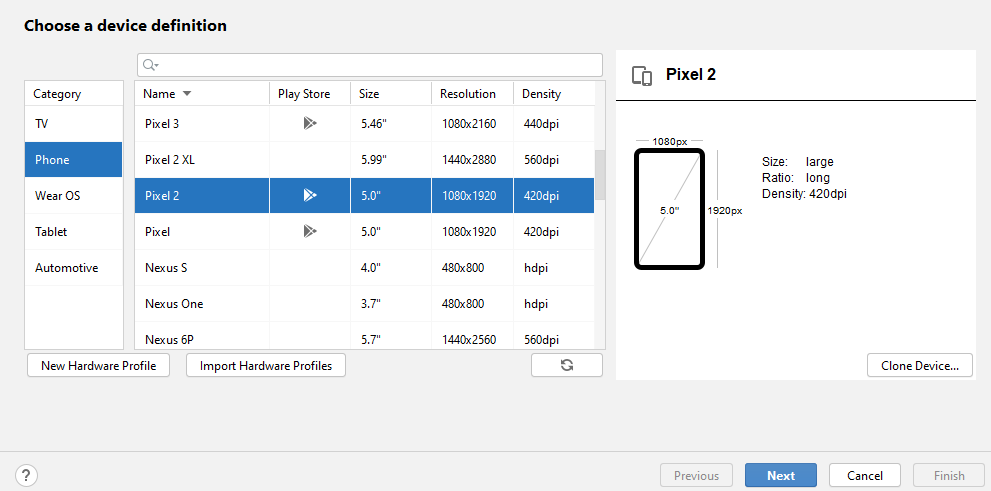 Choose a device definition
Category
TV
Phone
Wear OS
Tablet
Automotive
Name Play Store Size Resolution Density
Pixel 3 5.46" 1080x2160 440dpi
Pixel 2 XL 5.99" 1440x2880 560dpi
Pixel 2 5.0" 1080x1920 420dpi
Pixel 5.0" 1080x1920 420dpi
Nexus S 4.0" 480x800 hdpi
Nexus One 3.7" 480x800 hdpi
Nexus 6P 5.7" 1440x2560 560dpi
New Hardware Profile Import Hardware Profiles
Pixel 2
1080px
5.0"
1920px
Size: large
Ratio: long
Density: 420dpi
Clone Device...
? Previous Next Cancel Finish